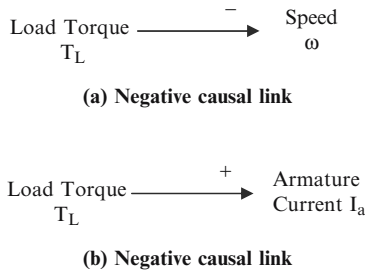 Load Torque
T_L
−
Speed
ω
(a) Negative causal link
Load Torque
T_L
+
Armature
Current I_a
(b) Negative causal link